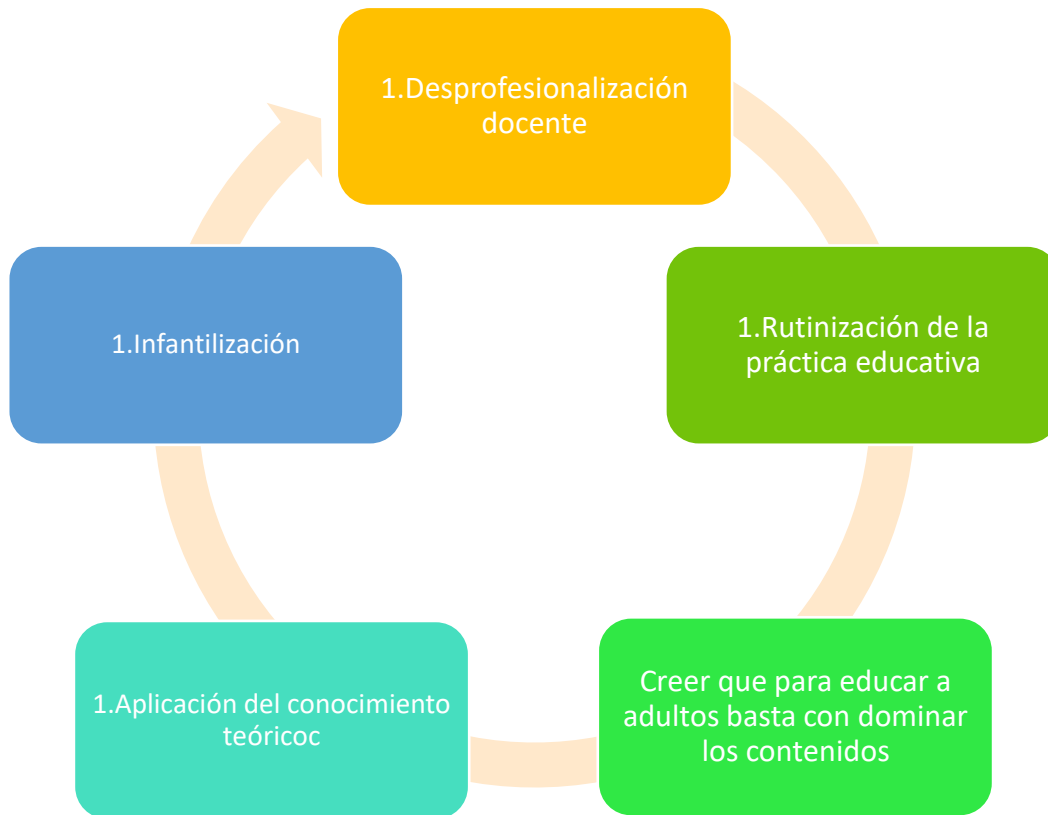 1.Desprofesionalización
docente
1.Rutinización de la
práctica educativa
Creer que para educar a
adultos basta con dominar
los contenidos
1.Aplicación del conocimiento
teóricoc
1.Infantilización